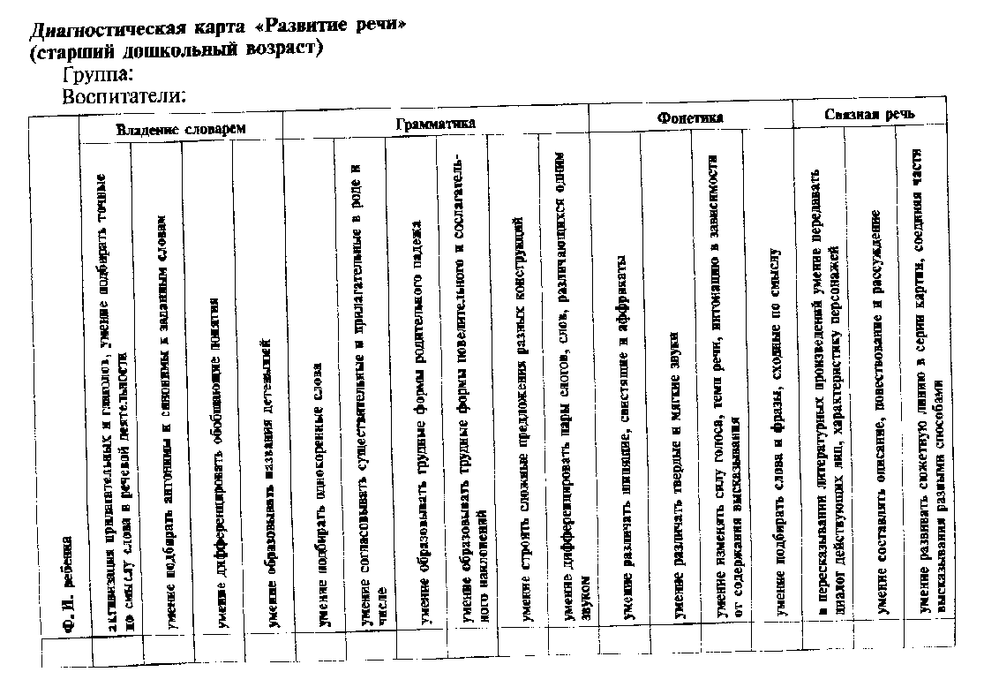 Диагностическая карта «Развитие речи»
(старший дошкольный возраст)
Группа:
Воспитатели:
Владение словарем
Грамматика
Фонетика
Связная речь
Ф. И. ребенка
активизация прилагательных и глаголов, умение подбирать точные
по смыслу слова в речевой деятельности
умение подбирать антонимы и синонимы к заданным словам
умение дифференцировать обобщающие понятия
умение образовывать названия детенышей
умение подбирать однокоренные слова
умение согласовывать существительные и прилагательные в роде и
числе
умение образовывать трудные формы родительного падежа
умение образовывать трудные формы повелительного и сослагатель-
ного наклонений
умение строить сложные предложения разных конструкций
умение дифференцировать пары слогов, слов, различающихся одним
звуком
умение различать шипящие, свистящие и аффрикаты
умение различать твердые и мягкие звуки
умение изменять силу голоса, темп речи, интонацию в зависимости
от содержания высказывания
умение подбирать слова и фразы, сходные по смыслу
в пересказывании литературных произведений умение передавать
диалог действующих лиц, характеристику персонажей
умение составлять описание, повествование и рассуждение
умение развивать сюжетную линию в серии картин, соединяя части
высказывания разными способами